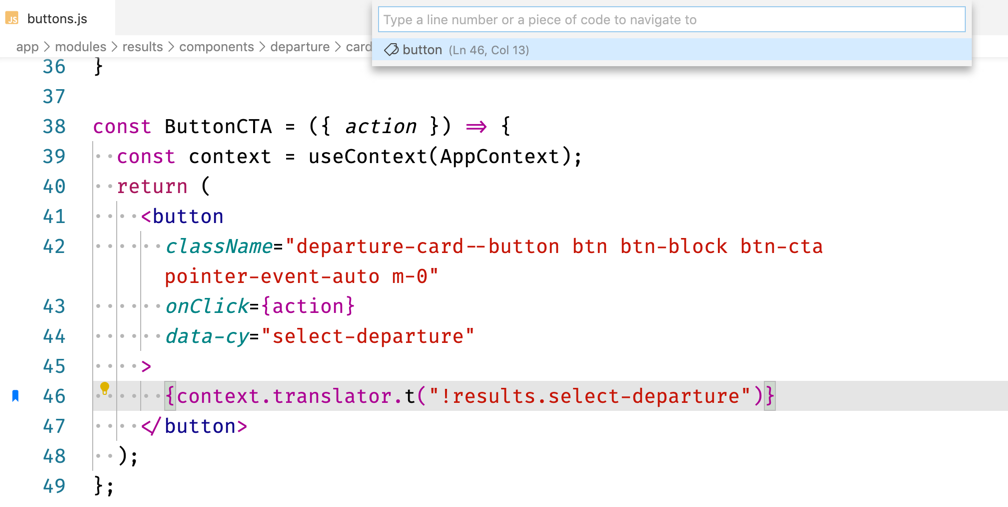 JS buttons.js
Type a line number or a piece of code to navigate to
button (Ln 46, Col 13)
app > modules > results > components > departure > card
36 }
37
38 const ButtonCTA = ({ action }) => {
39 const context = useContext(AppContext);
40 return (
41 <button
42 className="departure-card--button btn btn-block btn-cta
pointer-event-auto m-0"
43 onClick={action}
44 data-cy="select-departure"
45 >
46 {context.translator.t("!results.select-departure")}
47 </button>
48 );
49 };